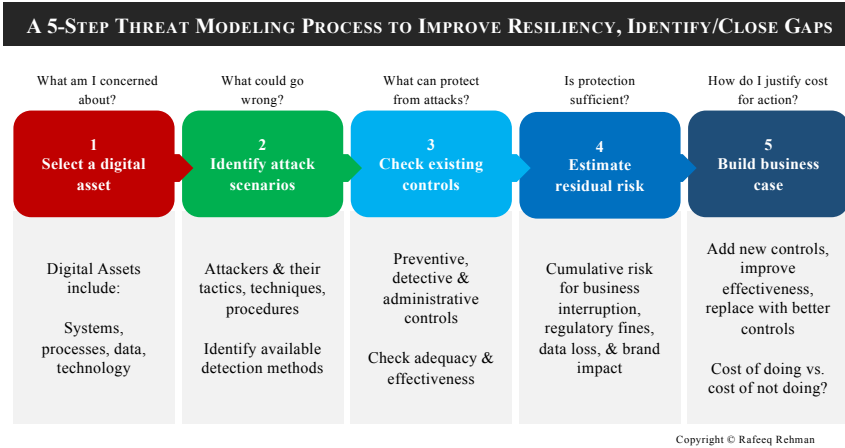 A 5-Step Threat Modeling Process to Improve Resiliency, Identify/Close Gaps
What am I concerned
about?
1
Select a digital
asset
Digital Assets
include:
Systems,
processes, data,
technology
What could go
wrong?
2
Identify attack
scenarios
Attackers & their
tactics, techniques,
procedures
Identify available
detection methods
What can protect
from attacks?
3
Check existing
controls
Preventive,
detective &
administrative
controls
Check adequacy &
effectiveness
Is protection
sufficient?
4
Estimate
residual risk
Cumulative risk
for business
interruption,
regulatory fines,
data loss, & brand
impact
How do I justify cost
for action?
5
Build business
case
Add new controls,
improve
effectiveness,
replace with better
controls
Cost of doing vs.
cost of not doing?
Copyright © Rafeeq Rehman